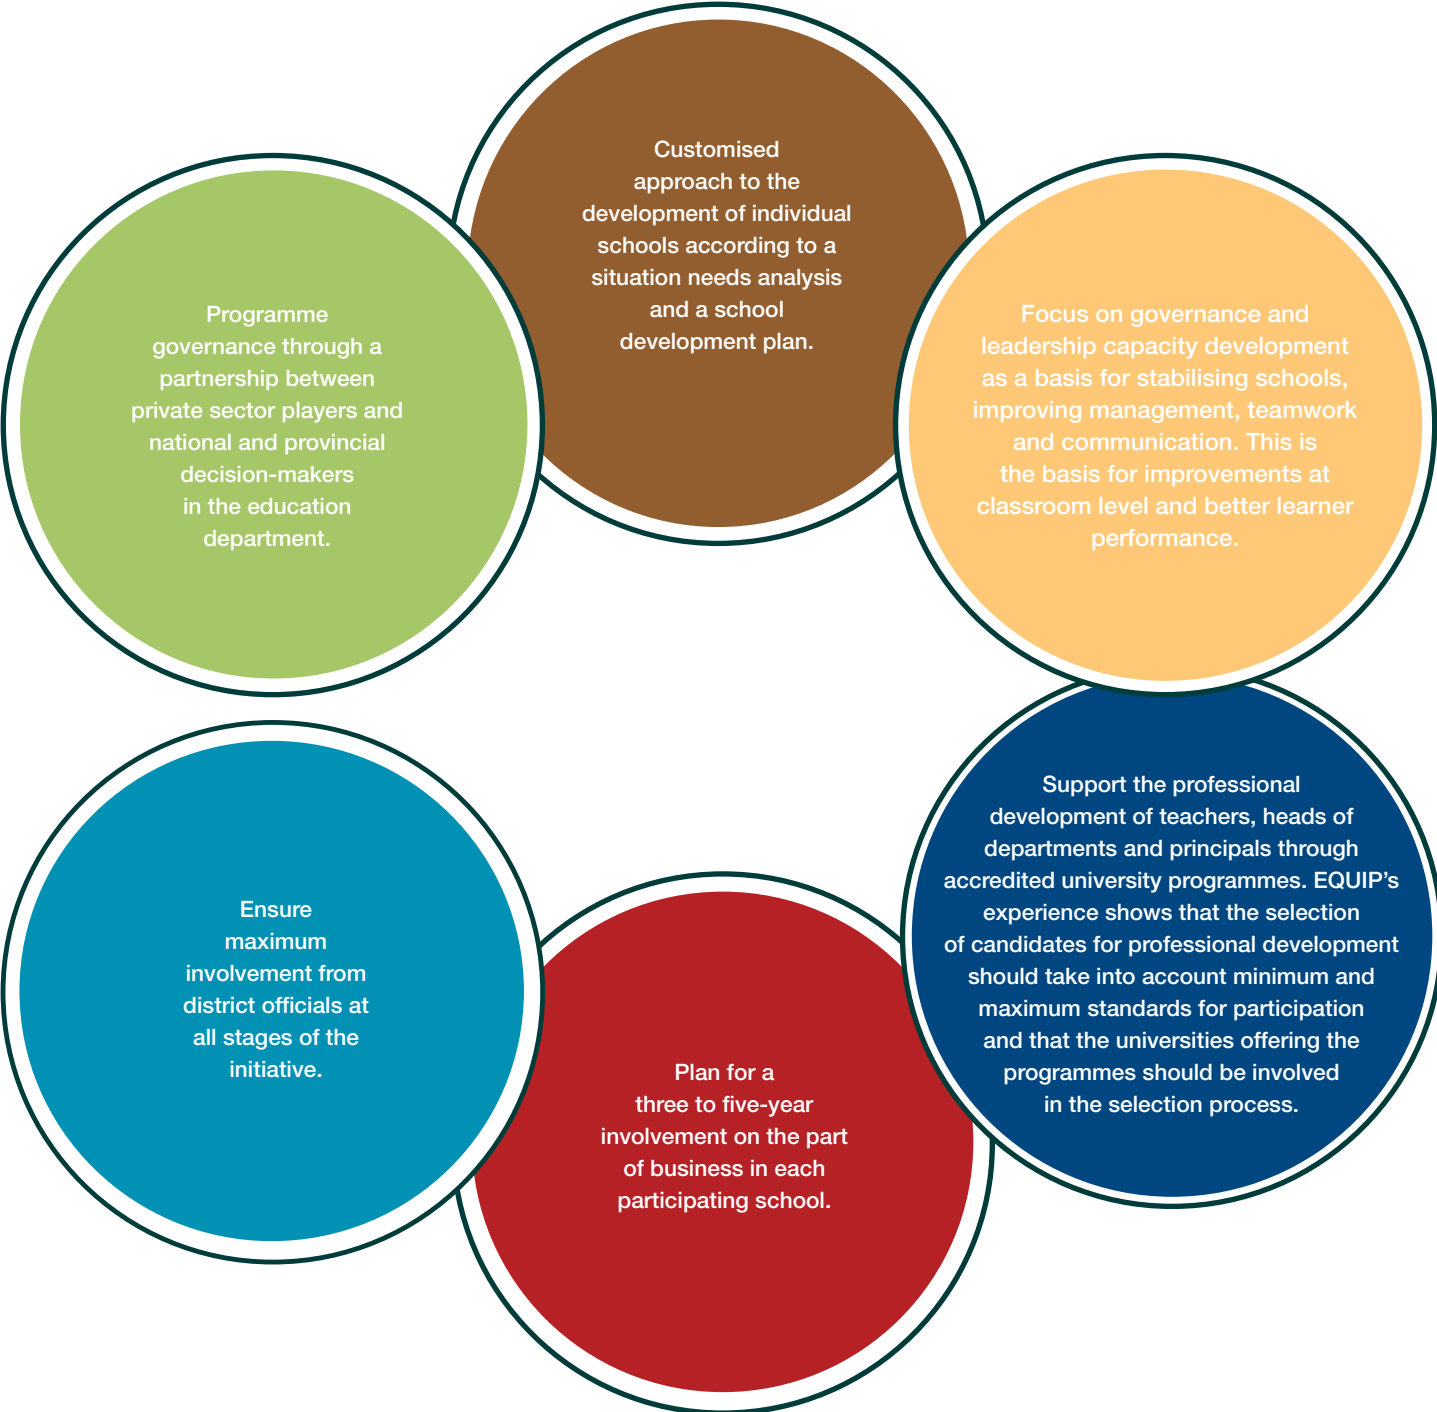 Customised
approach to the
development of individual
schools according to a
situation needs analysis
and a school
development plan.
Focus on governance and
leadership capacity development
as a basis for stabilising schools,
improving management, teamwork
and communication. This is
the basis for improvements at
classroom level and better learner
performance.
Support the professional
development of teachers, heads of
departments and principals through
accredited university programmes. EQUIP’s
experience shows that the selection
of candidates for professional development
should take into account minimum and
maximum standards for participation
and that the universities offering the
programmes should be involved
in the selection process.
Plan for a
three to five-year
involvement on the part
of business in each
participating school.
Ensure
maximum
involvement from
district officials at
all stages of the
initiative.
Programme
governance through a
partnership between
private sector players and
national and provincial
decision-makers
in the education
department.